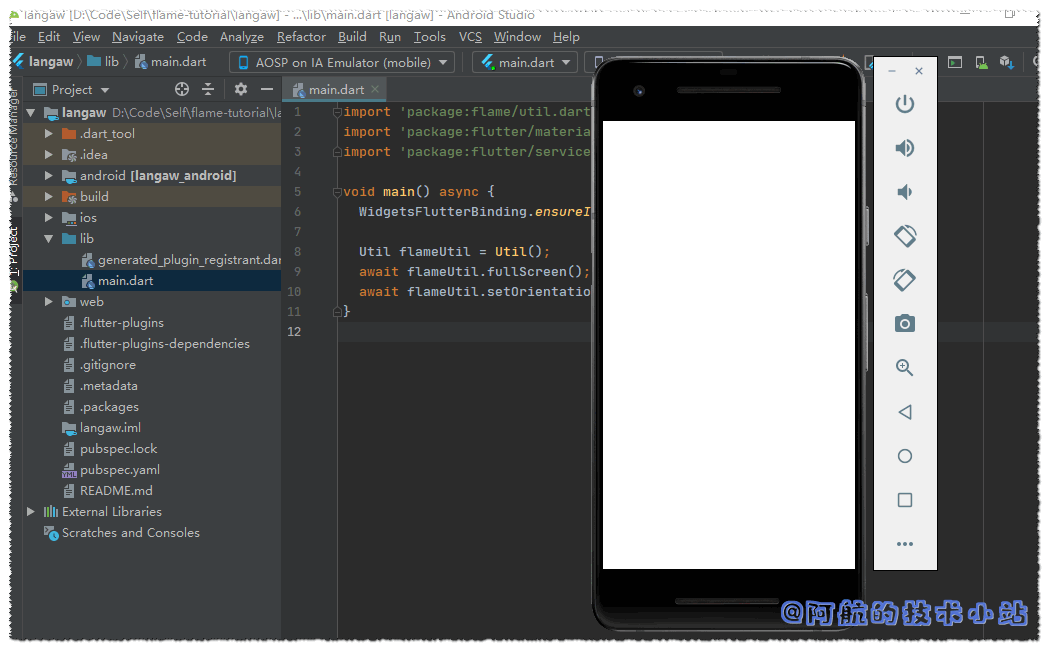 langaw [D:\Code\Self\flame-tutorial\langaw] - ...\lib\main.dart [langaw] - Android Studio
ile Edit View Navigate Code Analyze Refactor Build Run Tools VCS Window Help
langaw lib main.dart AOSP on IA Emulator (mobile) main.dart
Resource Manager
1: Project
Project
langaw D:\Code\Self\flame-tutorial\la
.dart_tool
.idea
android [langaw_android]
build
ios
lib
generated_plugin_registrant.dar
main.dart
web
.flutter-plugins
.flutter-plugins-dependencies
.gitignore
.metadata
.packages
langaw.iml
pubspec.lock
pubspec.yaml
README.md
External Libraries
Scratches and Consoles
main.dart
1 import 'package:flame/util.dart
2 import 'package:flutter/materia
3 import 'package:flutter/service
4
5 void main() async {
6 WidgetsFlutterBinding.ensureI
7
8 Util flameUtil = Util();
9 await flameUtil.fullScreen();
10 await flameUtil.setOrientatio
11 }
12
@阿航的技术小站